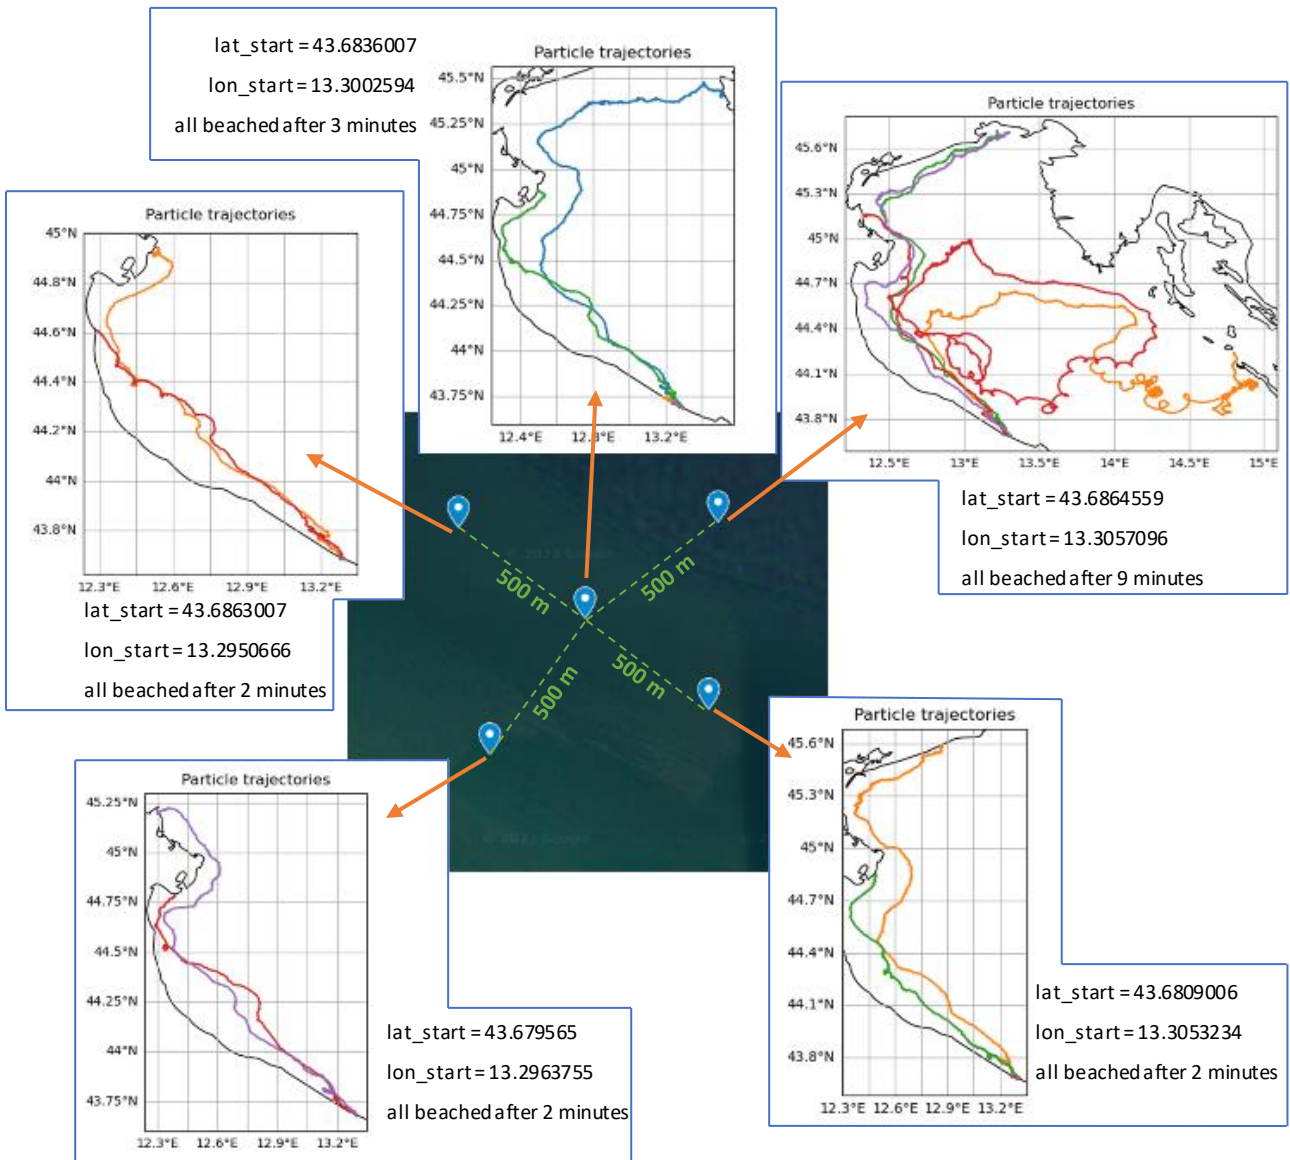 lat_start = 43.6836007
lon_start = 13.3002594
all beached after 3 minutes
Particle trajectories
45.5°N
45.25°N
45°N
44.75°N
44.5°N
44.25°N
44°N
43.75°N
12.4°E 12.8°E 13.2°E
Particle trajectories
45.6°N
45.3°N
45°N
44.7°N
44.4°N
44.1°N
43.8°N
12.5°E 13°E 13.5°E 14°E 14.5°E 15°E
lat_start = 43.6864559
lon_start = 13.3057096
all beached after 9 minutes
Particle trajectories
45°N
44.8°N
44.6°N
44.4°N
44.2°N
44°N
43.8°N
12.3°E 12.6°E 12.9°E 13.2°E
lat_start = 43.6863007
lon_start = 13.2950666
all beached after 2 minutes
500 m
500 m
500 m
500 m
Particle trajectories
45.25°N
45°N
44.75°N
44.5°N
44.25°N
44°N
43.75°N
12.3°E 12.6°E 12.9°E 13.2°E
lat_start = 43.679565
lon_start = 13.2963755
all beached after 2 minutes
Particle trajectories
45.6°N
45.3°N
45°N
44.7°N
44.4°N
44.1°N
43.8°N
12.3°E 12.6°E 12.9°E 13.2°E
lat_start = 43.6809006
lon_start = 13.3053234
all beached after 2 minutes